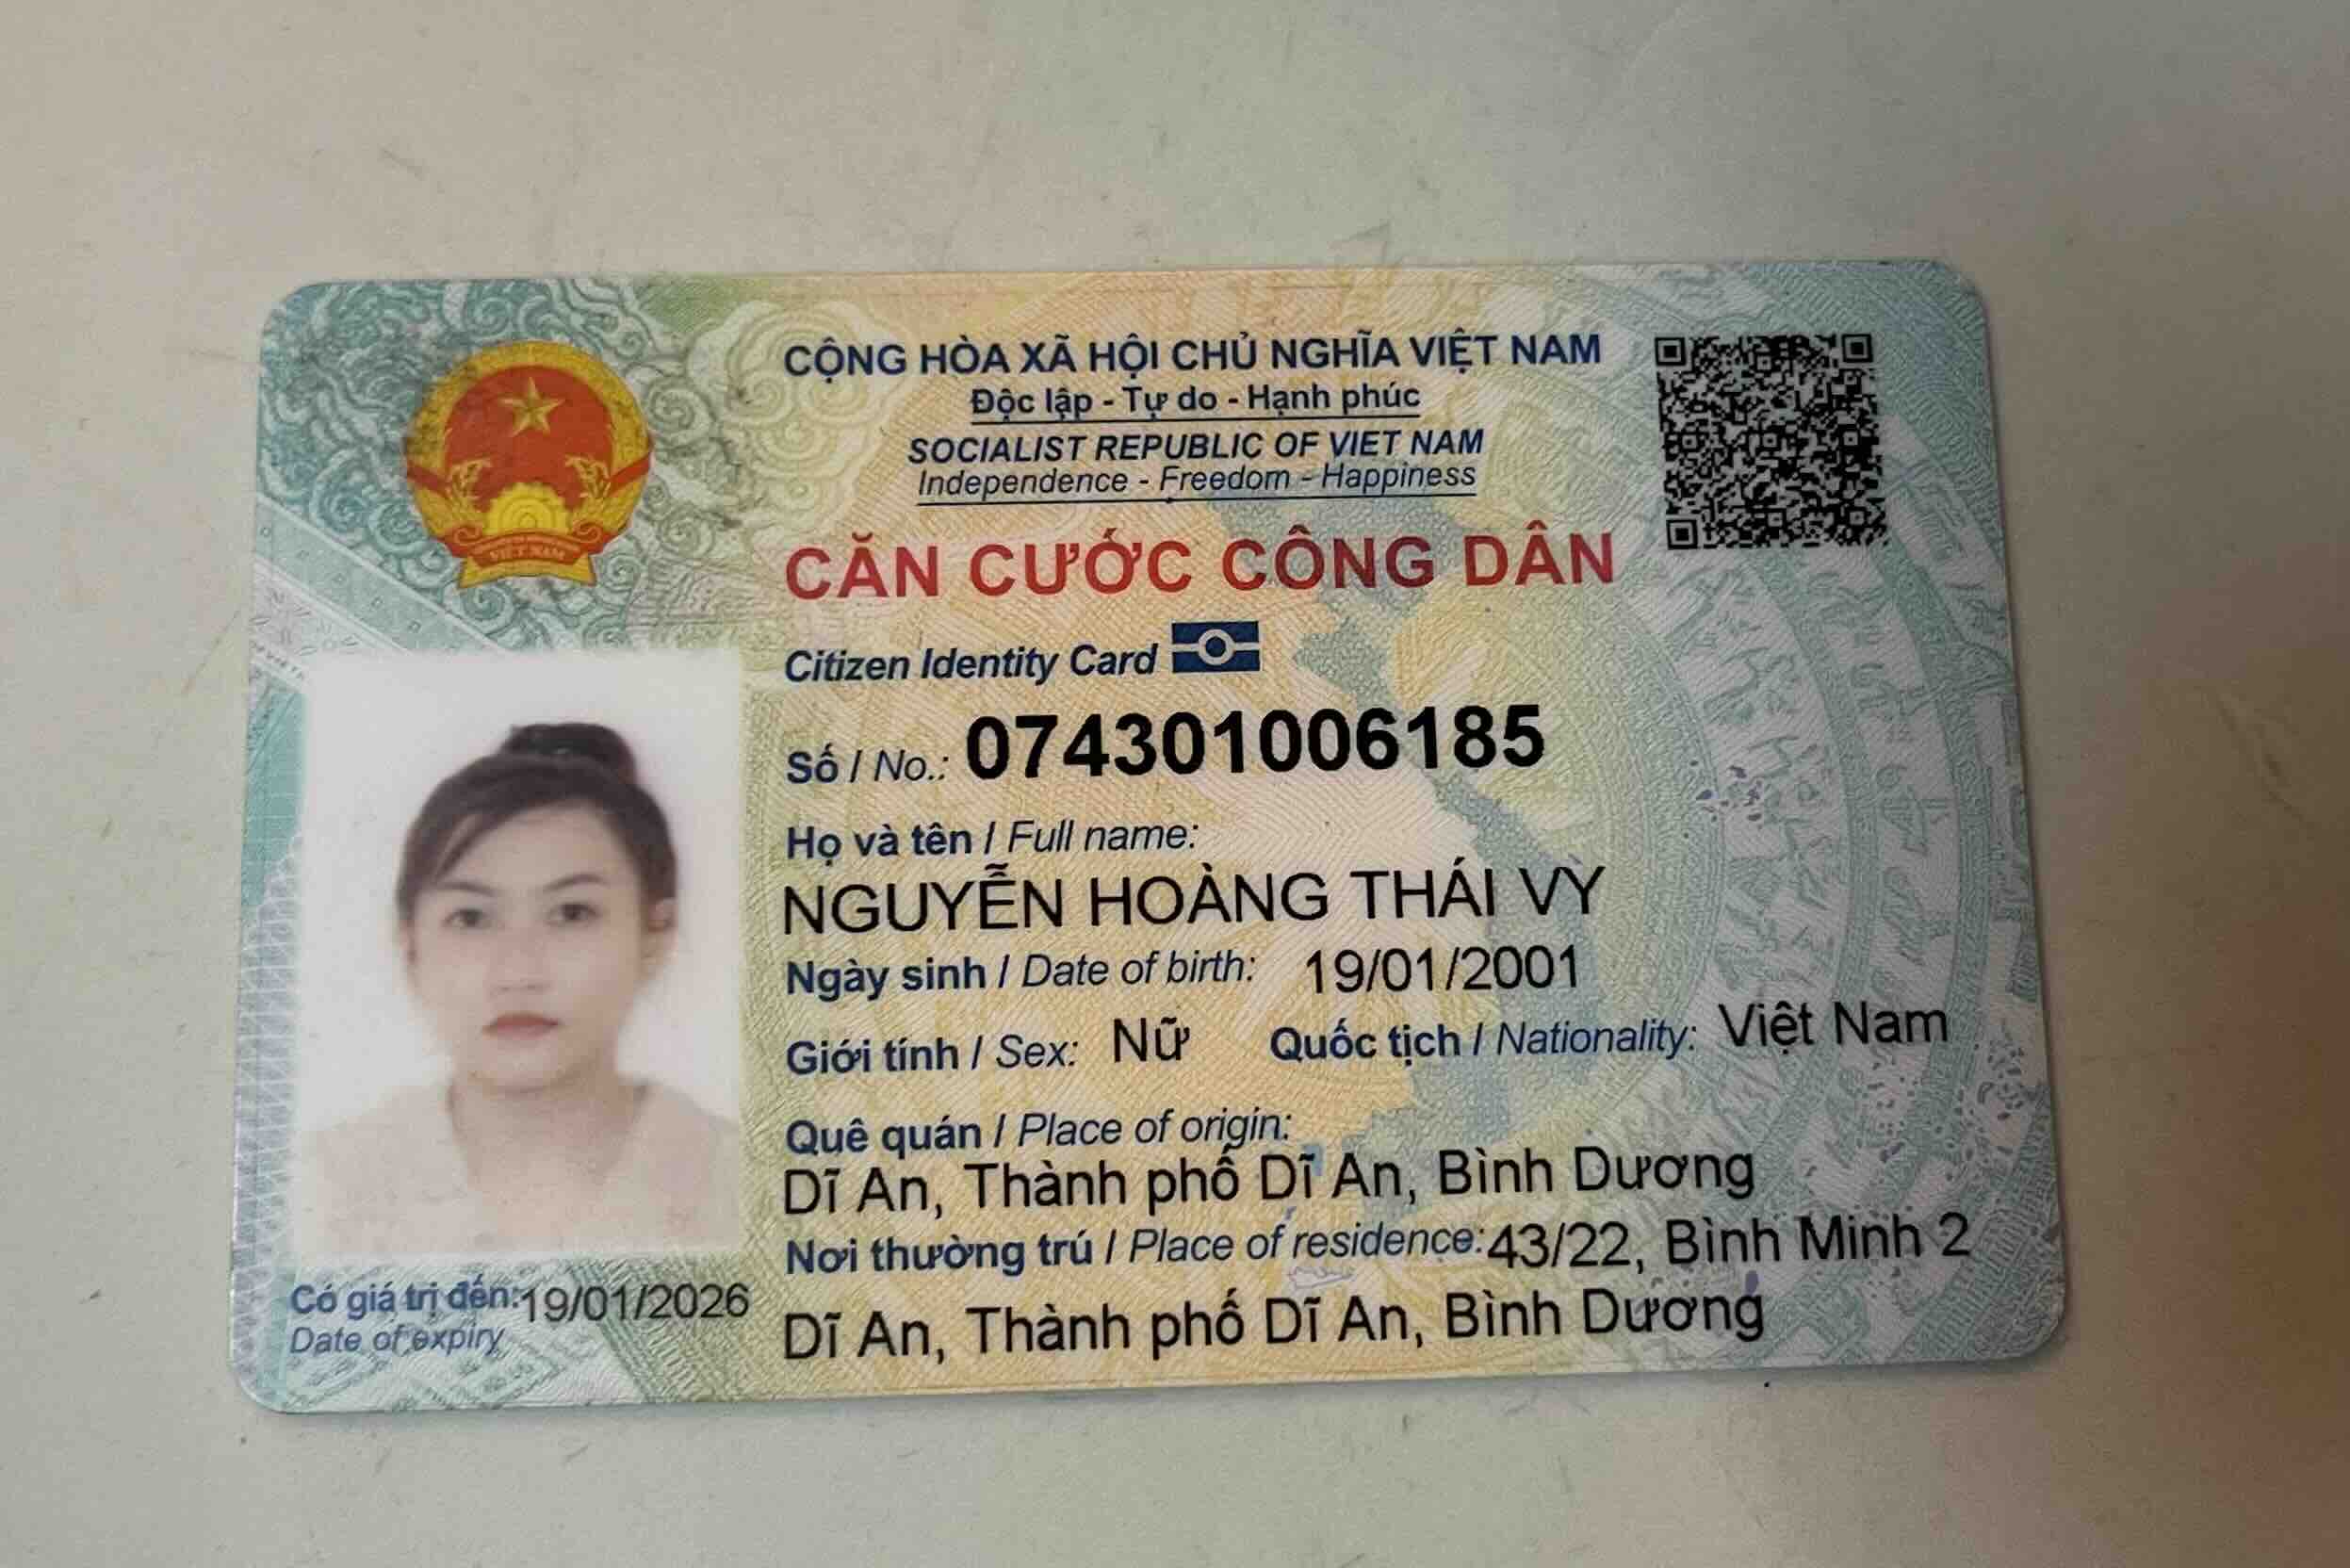 CỘNG HÒA XÃ HỘI CHỦ NGHĨA VIỆT NAM
Độc lập - Tự do - Hạnh phúc
SOCIALIST REPUBLIC OF VIET NAM
Independence - Freedom - Happiness
CĂN CƯỚC CÔNG DÂN
Citizen Identity Card
VIỆT NAM
Số / No.: 074301006185
Họ và tên / Full name:
NGUYỄN HOÀNG THÁI VY
Ngày sinh / Date of birth: 19/01/2001
Giới tính / Sex: Nữ Quốc tịch / Nationality: Việt Nam
Quê quán / Place of origin:
Dĩ An, Thành phố Dĩ An, Bình Dương
Nơi thường trú / Place of residence: 43/22, Bình Minh 2
Dĩ An, Thành phố Dĩ An, Bình Dương
Có giá trị đến: 19/01/2026
Date of expiry